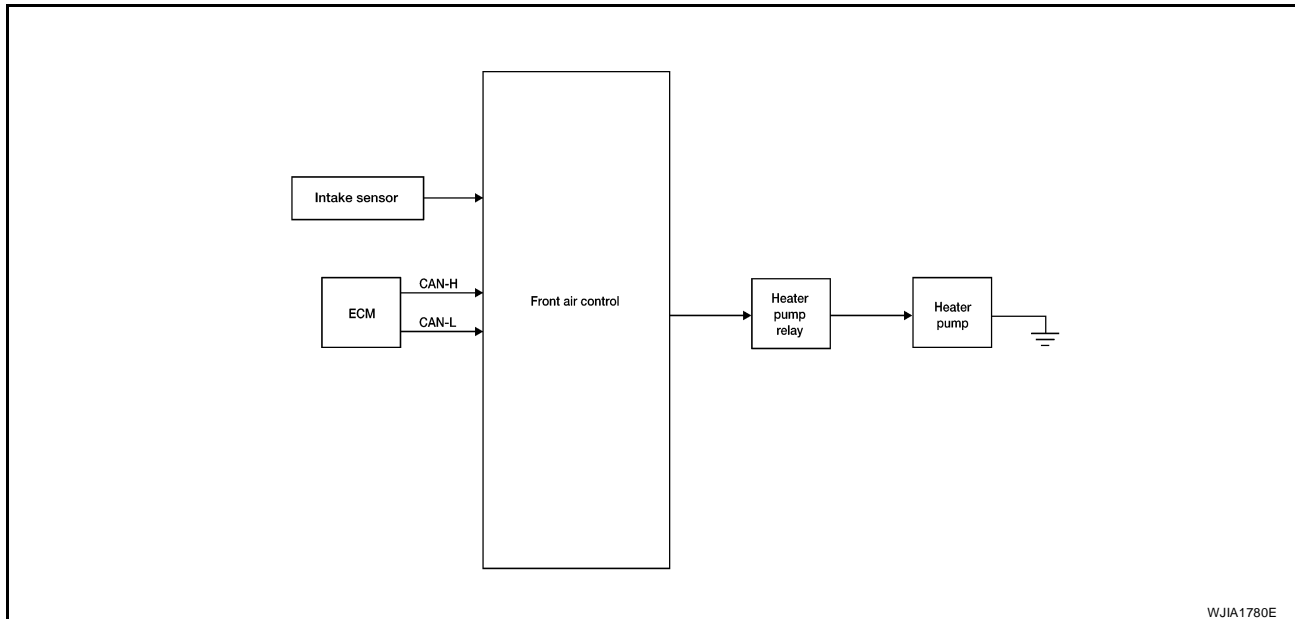 Intake sensor
CAN-H
ECM
CAN-L
Front air control
Heater
pump
relay
Heater
pump
WJIA1780E